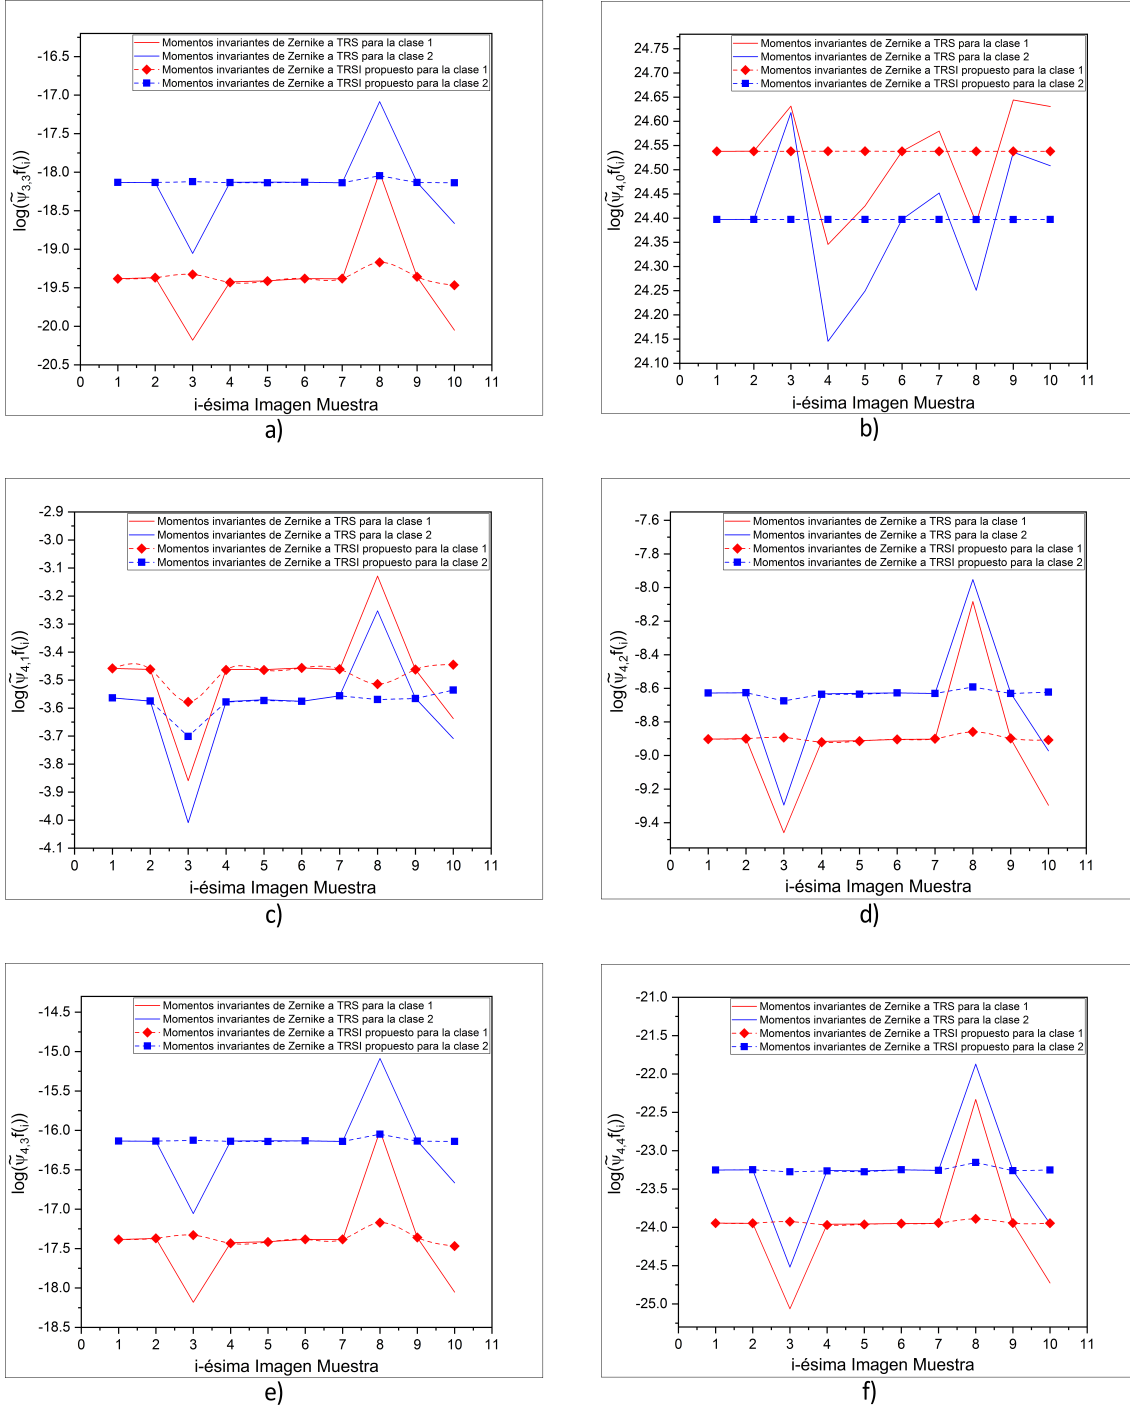 Momentos invariantes de Zernike a TRS para la clase 1
Momentos invariantes de Zernike a TRS para la clase 2
Momentos invariantes de Zernike a TRSI propuesto para la clase 1
Momentos invariantes de Zernike a TRSI propuesto para la clase 2
-16.5
-17.0
-17.5
-18.0
-18.5
-19.0
-19.5
-20.0
-20.5
log(ψ̃3,3f(i))
0 1 2 3 4 5 6 7 8 9 10 11
i-ésima Imagen Muestra
a)
Momentos invariantes de Zernike a TRS para la clase 1
Momentos invariantes de Zernike a TRS para la clase 2
Momentos invariantes de Zernike a TRSI propuesto para la clase 1
Momentos invariantes de Zernike a TRSI propuesto para la clase 2
24.75
24.70
24.65
24.60
24.55
24.50
24.45
24.40
24.35
24.30
24.25
24.20
24.15
24.10
log(ψ̃4,0f(i))
0 1 2 3 4 5 6 7 8 9 10 11
i-ésima Imagen Muestra
b)
Momentos invariantes de Zernike a TRS para la clase 1
Momentos invariantes de Zernike a TRS para la clase 2
Momentos invariantes de Zernike a TRSI propuesto para la clase 1
Momentos invariantes de Zernike a TRSI propuesto para la clase 2
-2.9
-3.0
-3.1
-3.2
-3.3
-3.4
-3.5
-3.6
-3.7
-3.8
-3.9
-4.0
-4.1
log(ψ̃4,1f(i))
0 1 2 3 4 5 6 7 8 9 10 11
i-ésima Imagen Muestra
c)
Momentos invariantes de Zernike a TRS para la clase 1
Momentos invariantes de Zernike a TRS para la clase 2
Momentos invariantes de Zernike a TRSI propuesto para la clase 1
Momentos invariantes de Zernike a TRSI propuesto para la clase 2
-7.6
-7.8
-8.0
-8.2
-8.4
-8.6
-8.8
-9.0
-9.2
-9.4
log(ψ̃4,2f(i))
0 1 2 3 4 5 6 7 8 9 10 11
i-ésima Imagen Muestra
d)
Momentos invariantes de Zernike a TRS para la clase 1
Momentos invariantes de Zernike a TRS para la clase 2
Momentos invariantes de Zernike a TRSI propuesto para la clase 1
Momentos invariantes de Zernike a TRSI propuesto para la clase 2
-14.5
-15.0
-15.5
-16.0
-16.5
-17.0
-17.5
-18.0
-18.5
log(ψ̃4,3f(i))
0 1 2 3 4 5 6 7 8 9 10 11
i-ésima Imagen Muestra
e)
Momentos invariantes de Zernike a TRS para la clase 1
Momentos invariantes de Zernike a TRS para la clase 2
Momentos invariantes de Zernike a TRSI propuesto para la clase 1
Momentos invariantes de Zernike a TRSI propuesto para la clase 2
-21.0
-21.5
-22.0
-22.5
-23.0
-23.5
-24.0
-24.5
-25.0
log(ψ̃4,4f(i))
0 1 2 3 4 5 6 7 8 9 10 11
i-ésima Imagen Muestra
f)